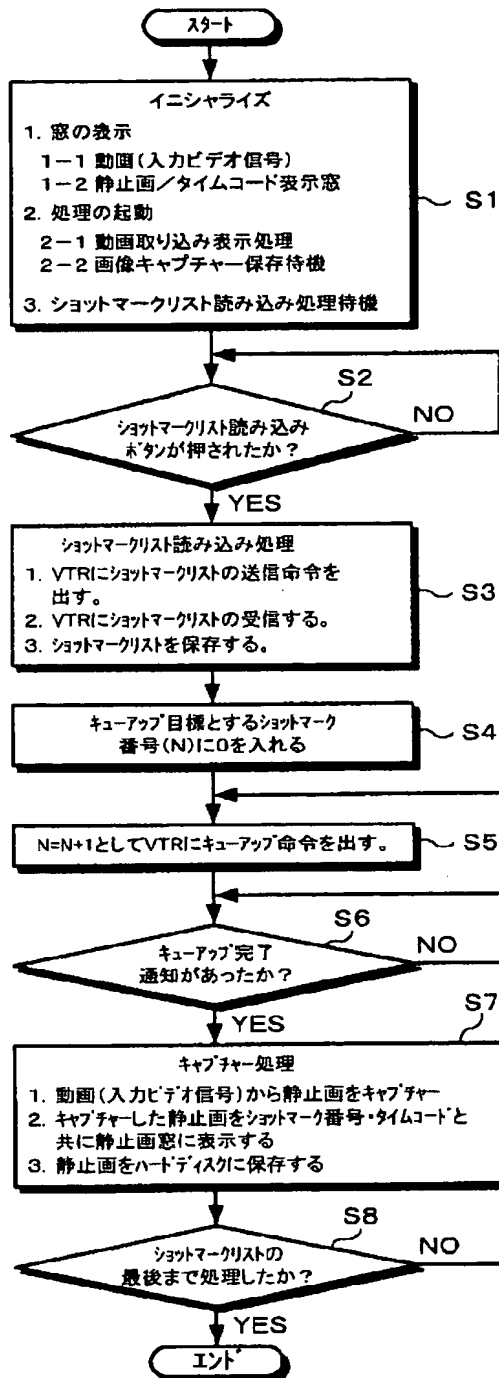 スタート
イニシャライズ
1. 窓の表示
1−1 動画(入力ビデオ信号)
1−2 静止画／タイムコード表示窓
2. 処理の起動
2−1 動画取り込み表示処理
2−2 画像キャプチャー保存待機
3. ショットマークリスト読み込み処理待機
S1
S2
ショットマークリスト読み込み
ボタンが押されたか？
NO
YES
ショットマークリスト読み込み処理
1. VTRにショットマークリストの送信命令を
出す。
2. VTRにショットマークリストの受信する。
3. ショットマークリストを保存する。
S3
キューアップ目標とするショットマーク
番号(N)に0を入れる
S4
N=N+1としてVTRにキューアップ命令を出す。
S5
S6
キューアップ完了
通知があったか？
NO
YES
S7
キャプチャー処理
1. 動画(入力ビデオ信号)から静止画をキャプチャー
2. キャプチャーした静止画をショットマーク番号・タイムコードと
共に静止画窓に表示する
3. 静止画をハードディスクに保存する
S8
ショットマークリストの
最後まで処理したか？
NO
YES
エンド